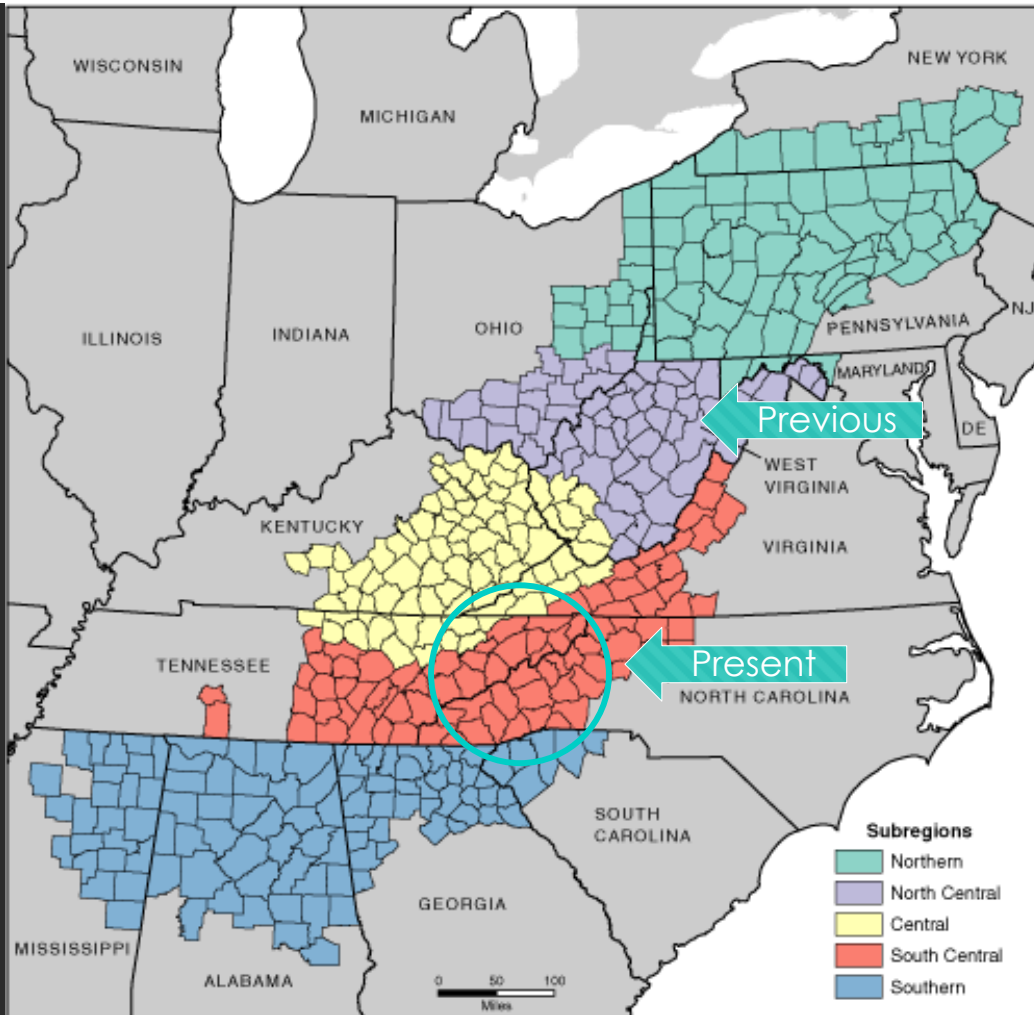 WISCONSIN
MICHIGAN
NEW YORK
ILLINOIS
INDIANA
OHIO
PENNSYLVANIA
NJ
MARYLAND
DE
Previous
WEST
VIRGINIA
KENTUCKY
VIRGINIA
TENNESSEE
Present
NORTH CAROLINA
SOUTH
CAROLINA
GEORGIA
MISSISSIPPI
ALABAMA
0 50 100
Miles
Subregions
Northern
North Central
Central
South Central
Southern